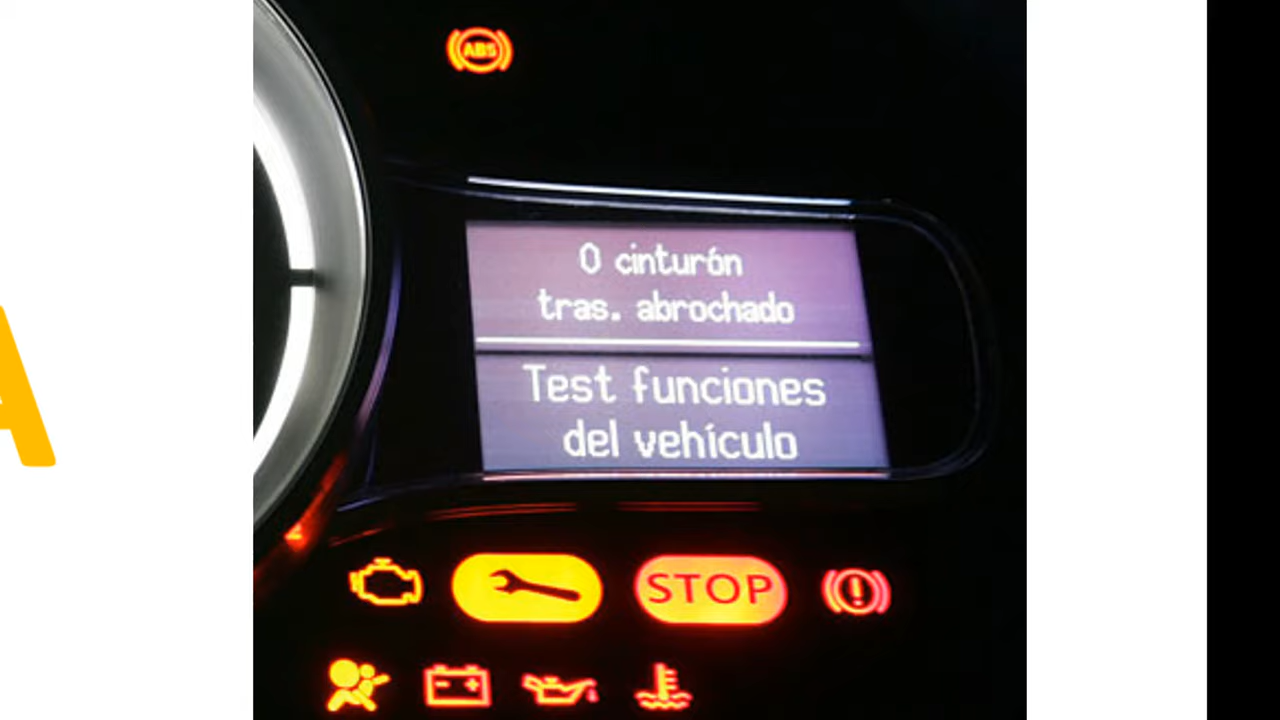 ABS
0 cinturón
tras. abrochado
Test funciones
del vehículo
STOP
A